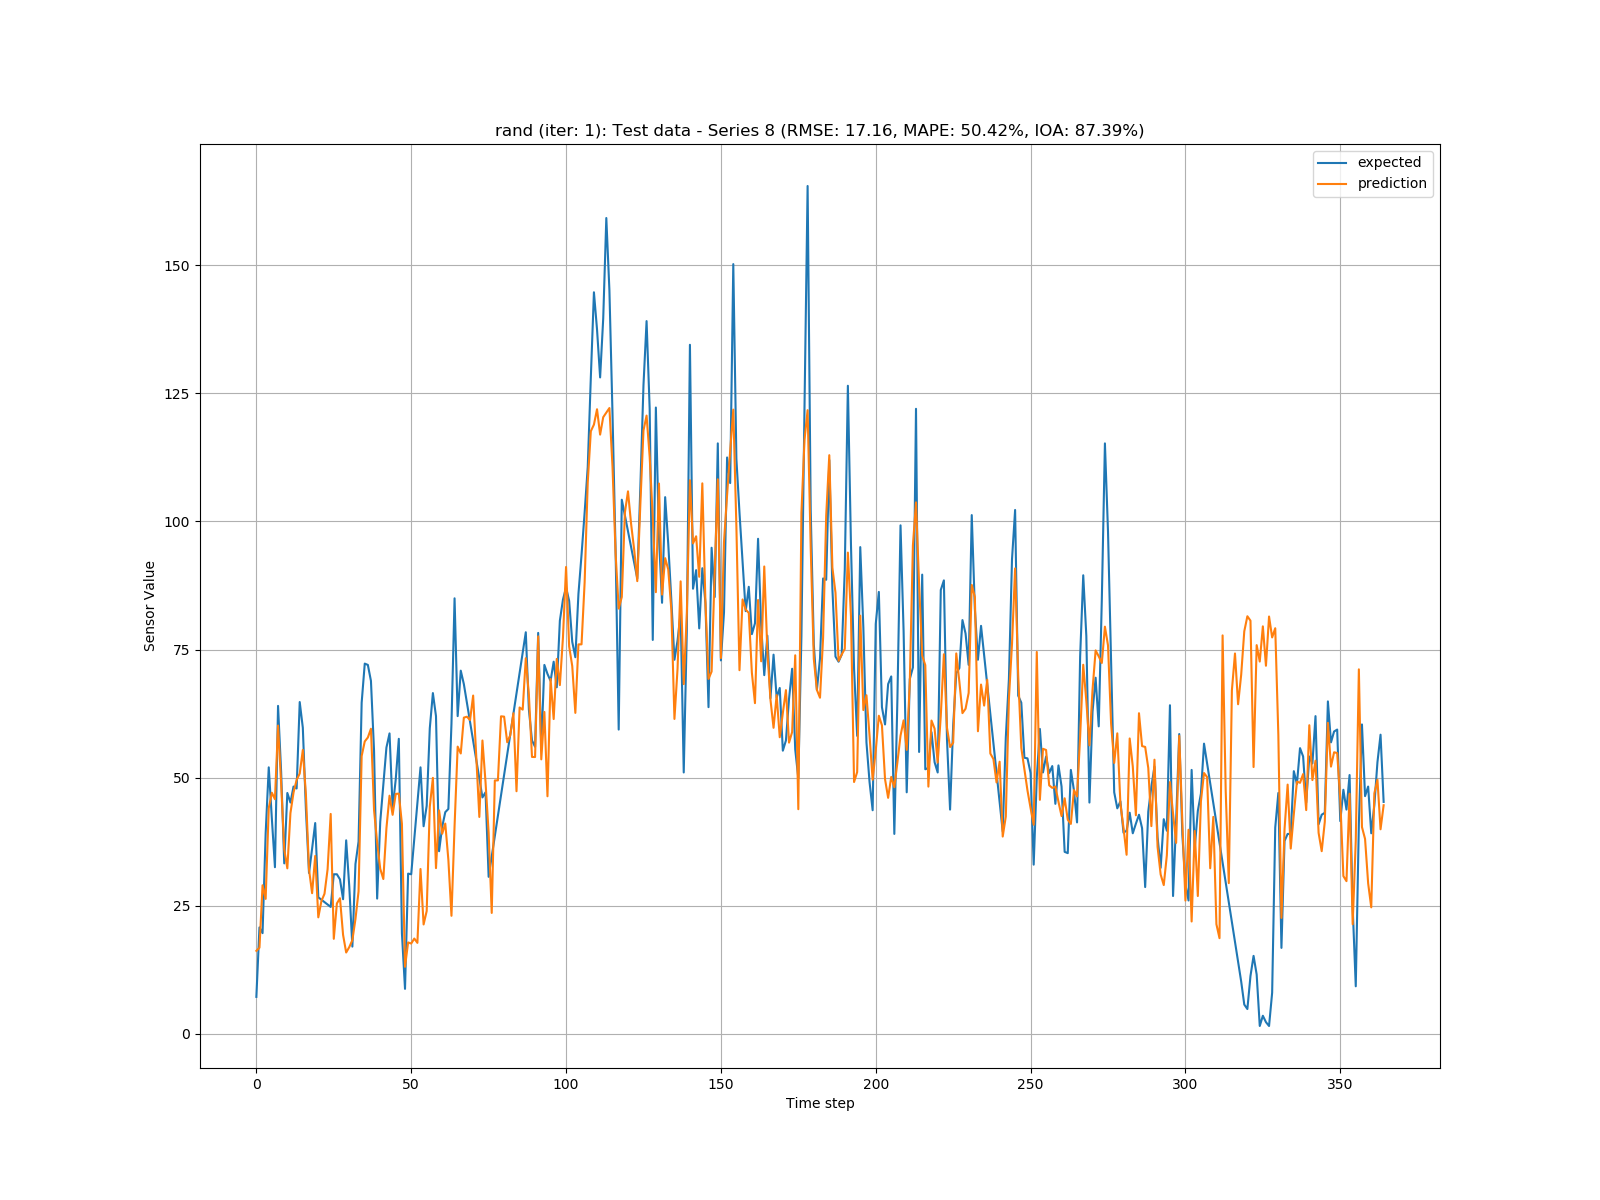 rand (iter: 1): Test data - Series 8 (RMSE: 17.16, MAPE: 50.42%, IOA: 87.39%)
expected
prediction
150
125
100
75
50
25
0
Sensor Value
0 50 100 150 200 250 300 350
Time step